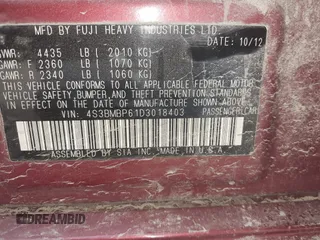 MFD BY FUJI HEAVY INDUSTRIES LTD.
DATE: 10/12
GVWR: 4435 LB (2010 KG)
GAWR: F 2360 LB (1070 KG)
GAWR: R 2340 LB (1060 KG)
THIS VEHICLE CONFORMS TO ALL APPLICABLE
FEDERAL MOTOR VEHICLE
SAFETY, BUMPER, AND THEFT PREVENTION
STANDARDS IN EFFECT ON THE DATE OF
MANUFACTURE SHOWN ABOVE.
VIN: 4S3BMBP61D3018403 PASSENGER CAR
ASSEMBLED BY SIA INC. MADE IN U.S.A
DREAMBID